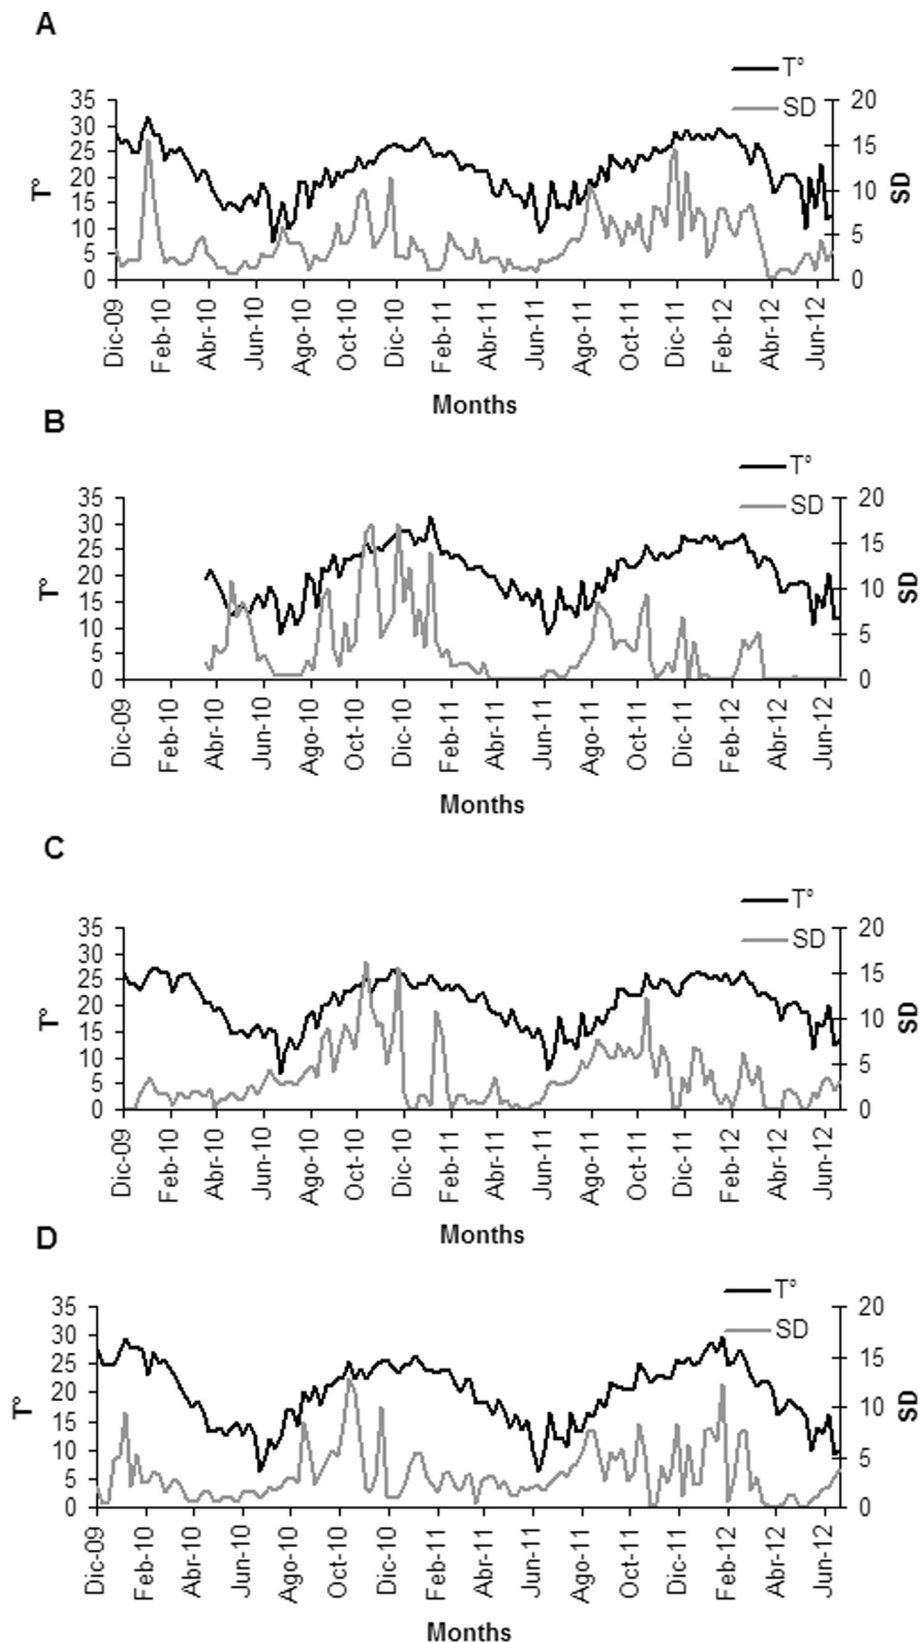 A
T°
SD
35
30
25
20
15
10
5
0
T°
20
15
10
5
0
SD
Dic-09
Feb-10
Abr-10
Jun-10
Ago-10
Oct-10
Dic-10
Feb-11
Abr-11
Jun-11
Ago-11
Oct-11
Dic-11
Feb-12
Abr-12
Jun-12
Months
B
T°
SD
35
30
25
20
15
10
5
0
T°
20
15
10
5
0
SD
Dic-09
Feb-10
Abr-10
Jun-10
Ago-10
Oct-10
Dic-10
Feb-11
Abr-11
Jun-11
Ago-11
Oct-11
Dic-11
Feb-12
Abr-12
Jun-12
Months
C
T°
SD
35
30
25
20
15
10
5
0
T°
20
15
10
5
0
SD
Dic-09
Feb-10
Abr-10
Jun-10
Ago-10
Oct-10
Dic-10
Feb-11
Abr-11
Jun-11
Ago-11
Oct-11
Dic-11
Feb-12
Abr-12
Jun-12
Months
D
T°
SD
35
30
25
20
15
10
5
0
T°
20
15
10
5
0
SD
Dic-09
Feb-10
Abr-10
Jun-10
Ago-10
Oct-10
Dic-10
Feb-11
Abr-11
Jun-11
Ago-11
Oct-11
Dic-11
Feb-12
Abr-12
Jun-12
Months